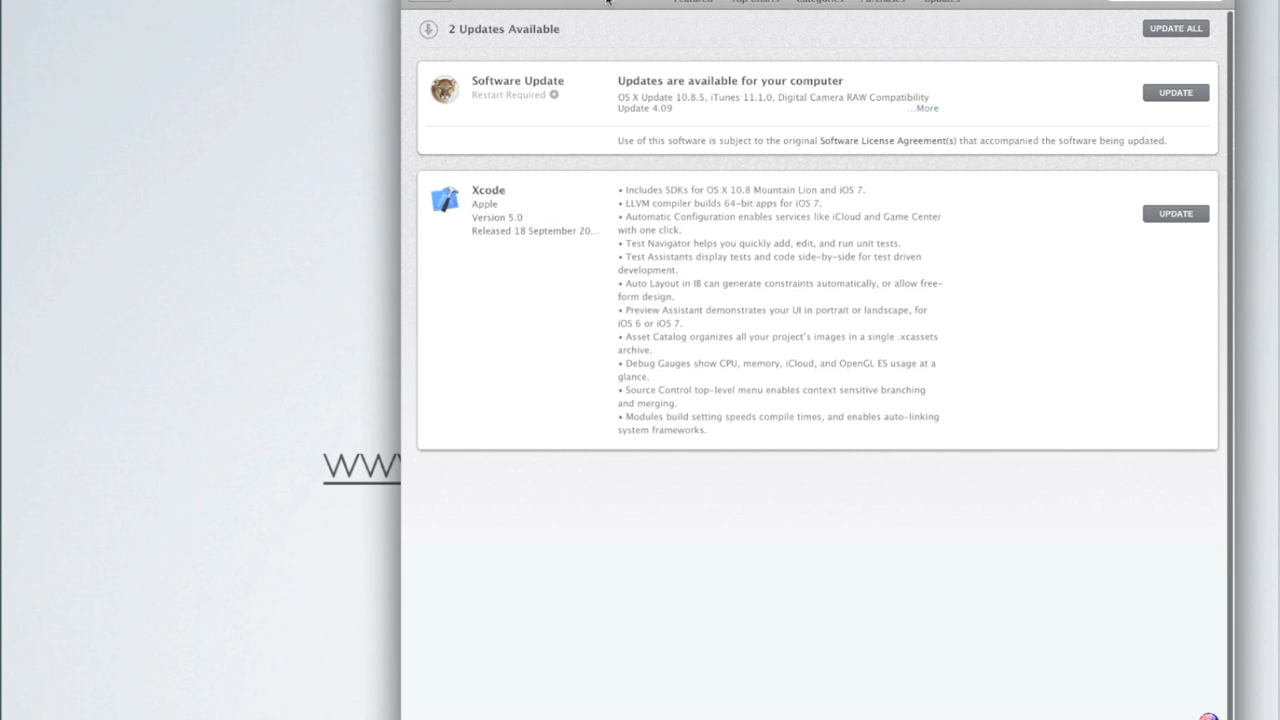 Featured Top Charts Categories Purchases Updates
2 Updates Available
UPDATE ALL
Software Update
Restart Required
Updates are available for your computer
OS X Update 10.8.5, iTunes 11.1.0, Digital Camera RAW Compatibility
Update 4.09
...More
UPDATE
Use of this software is subject to the original Software License Agreement(s) that accompanied the software being updated.
Xcode
Apple
Version 5.0
Released 18 September 20...
• Includes SDKs for OS X 10.8 Mountain Lion and iOS 7.
• LLVM compiler builds 64-bit apps for iOS 7.
• Automatic Configuration enables services like iCloud and Game Center
with one click.
• Test Navigator helps you quickly add, edit, and run unit tests.
• Test Assistants display tests and code side-by-side for test driven
development.
• Auto Layout in IB can generate constraints automatically, or allow free-
form design.
• Preview Assistant demonstrates your UI in portrait or landscape, for
iOS 6 or iOS 7.
• Asset Catalog organizes all your project's images in a single .xcassets
archive.
• Debug Gauges show CPU, memory, iCloud, and OpenGL ES usage at a
glance.
• Source Control top-level menu enables context sensitive branching
and merging.
• Modules build setting speeds compile times, and enables auto-linking
system frameworks.
UPDATE